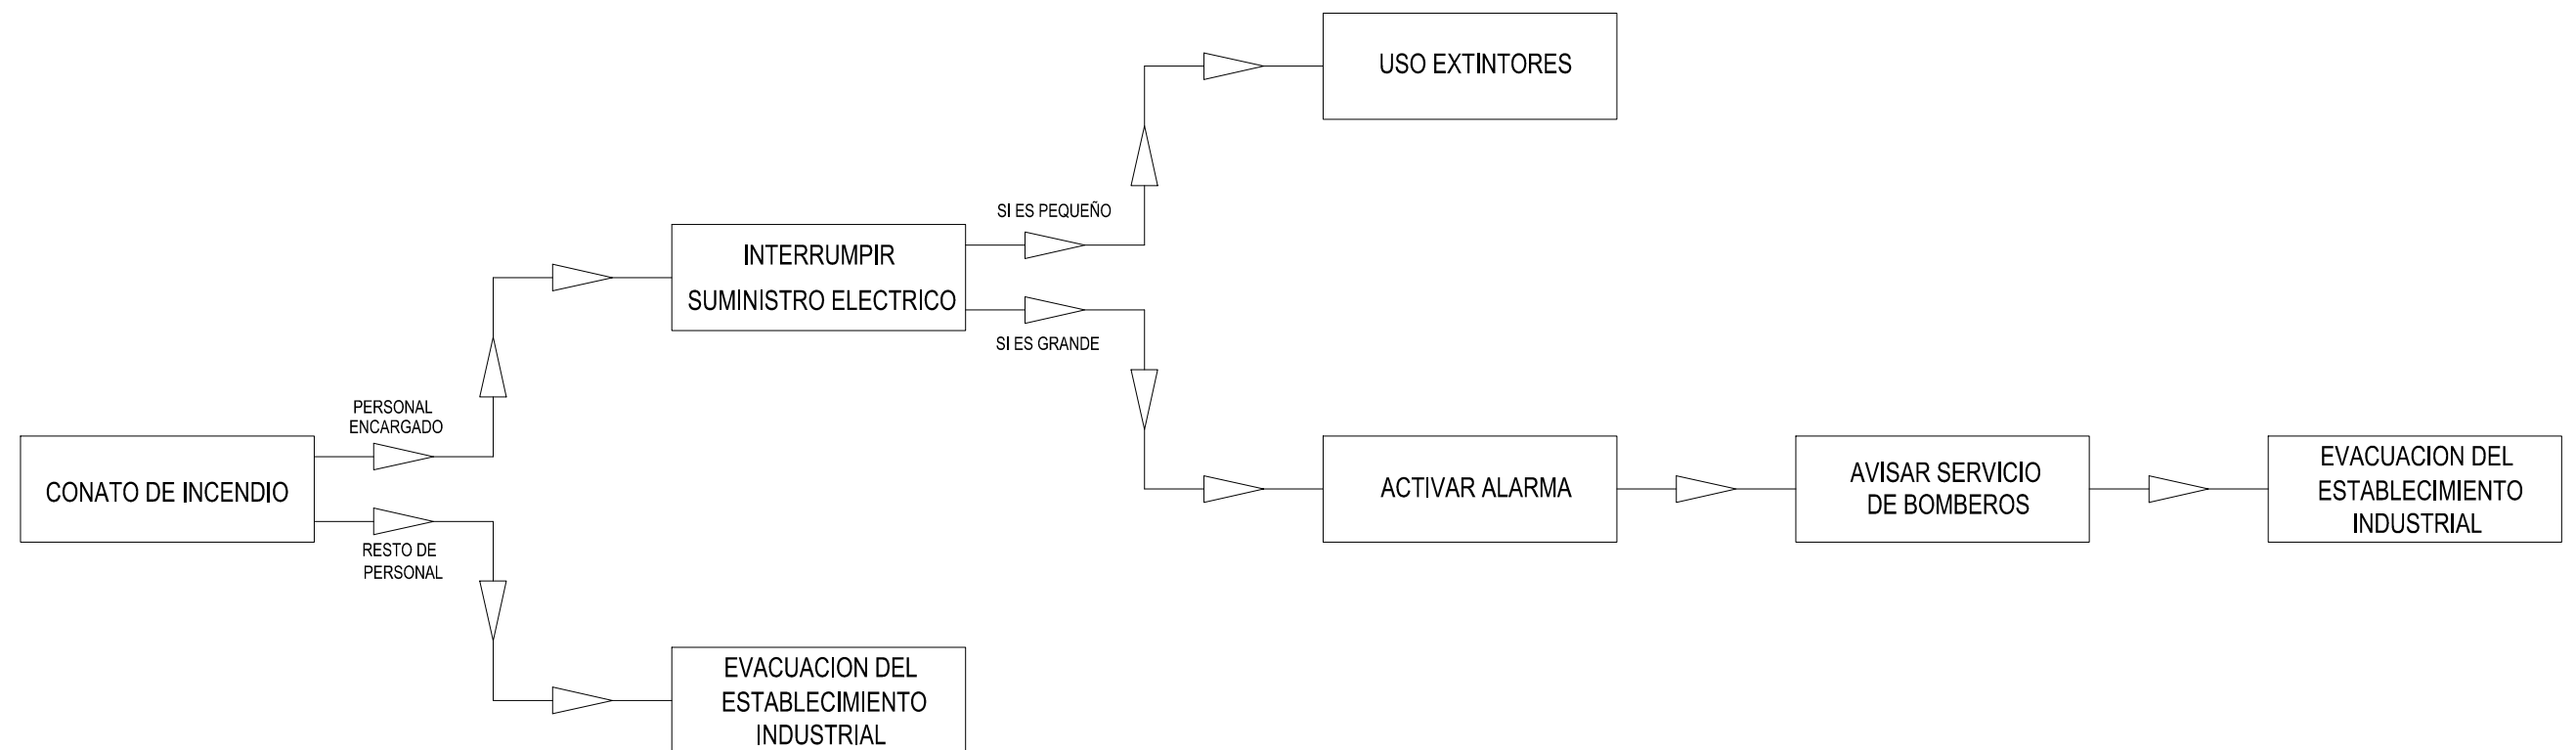 USO EXTINTORES
SI ES PEQUEÑO
INTERRUMPIR
SUMINISTRO ELECTRICO
SI ES GRANDE
PERSONAL
ENCARGADO
CONATO DE INCENDIO
RESTO DE
PERSONAL
ACTIVAR ALARMA
AVISAR SERVICIO
DE BOMBEROS
EVACUACION DEL
ESTABLECIMIENTO
INDUSTRIAL
EVACUACION DEL
ESTABLECIMIENTO
INDUSTRIAL